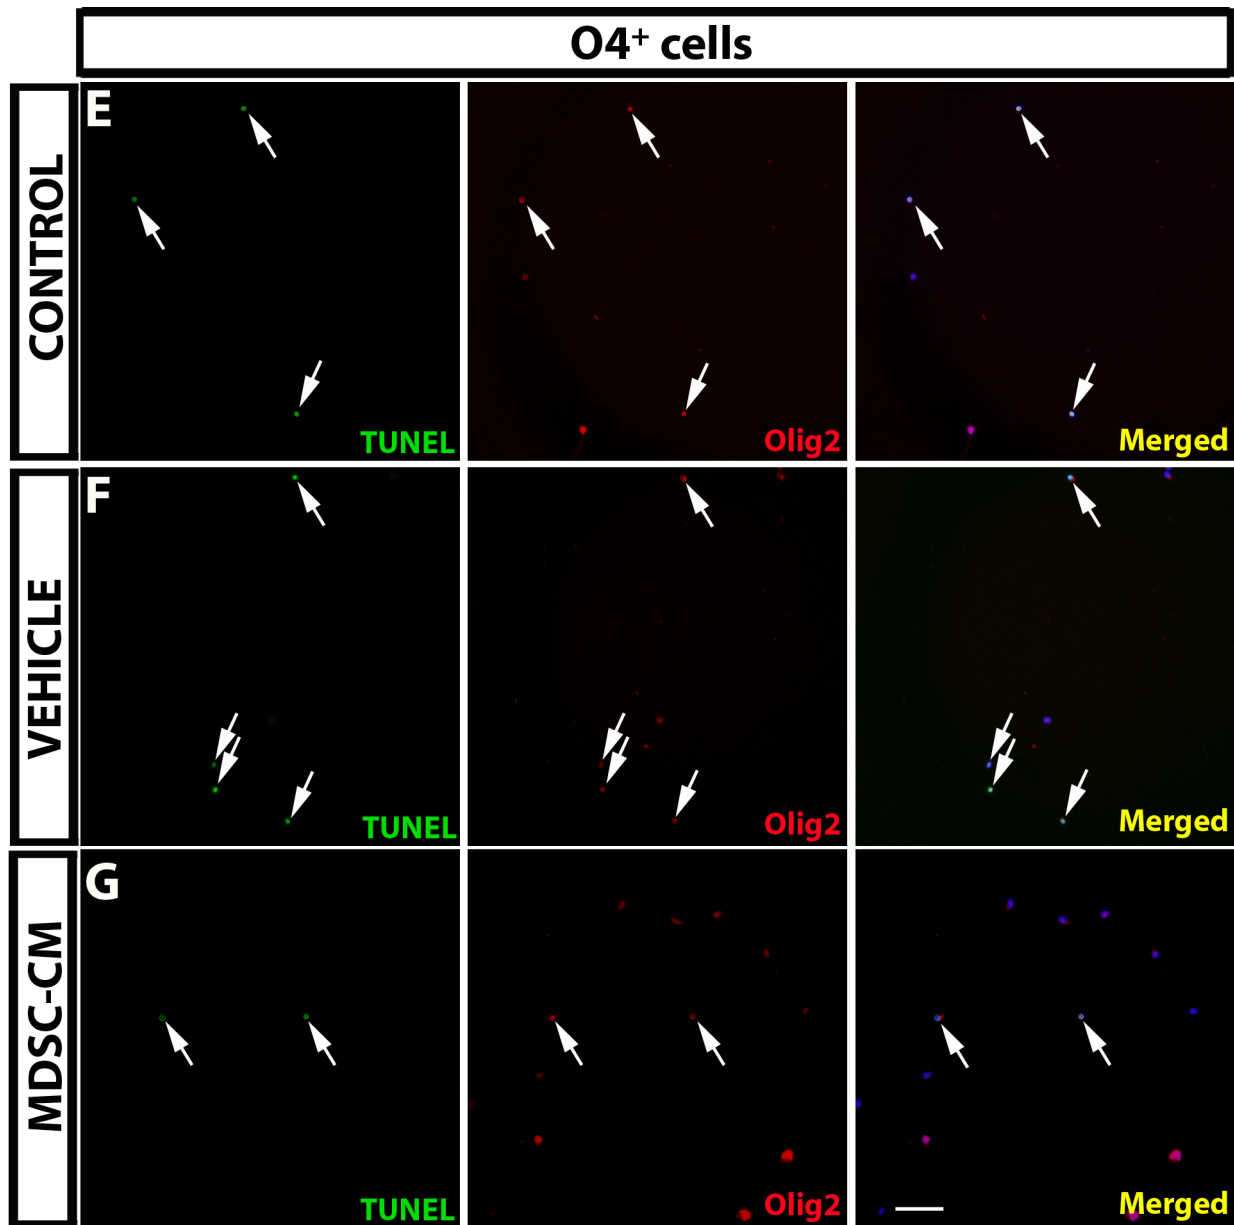 O4⁺ cells
CONTROL
E
TUNEL
Olig2
Merged
VEHICLE
F
TUNEL
Olig2
Merged
MDSC-CM
G
TUNEL
Olig2
Merged